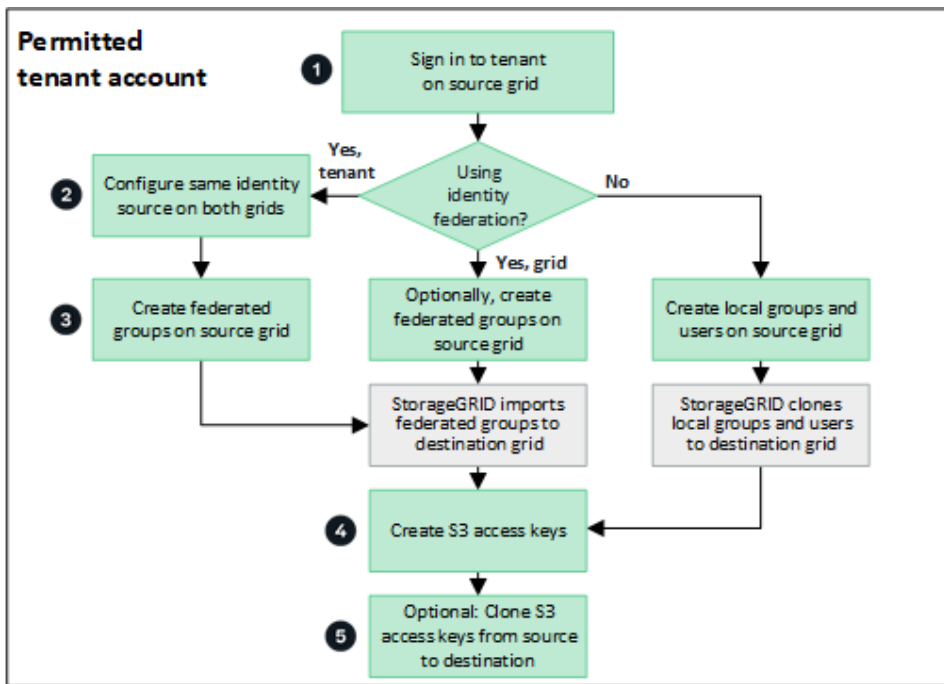 Permitted
tenant account
1
Sign in to tenant
on source grid
Yes,
tenant
Using
identity
federation?
No
2
Configure same identity
source on both grids
Yes, grid
3
Create federated
groups on source grid
Optionally, create
federated groups on
source grid
Create local groups and
users on source grid
StorageGRID imports
federated groups to
destination grid
StorageGRID clones
local groups and users
to destination grid
4
Create S3 access keys
5
Optional: Clone S3
access keys from source
to destination